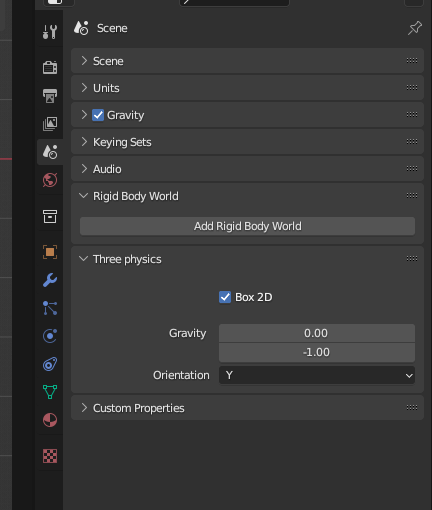 Scene
Scene
Units
Gravity
Keying Sets
Audio
Rigid Body World
Add Rigid Body World
Three physics
Box 2D
Gravity 0.00
-1.00
Orientation Y
Custom Properties